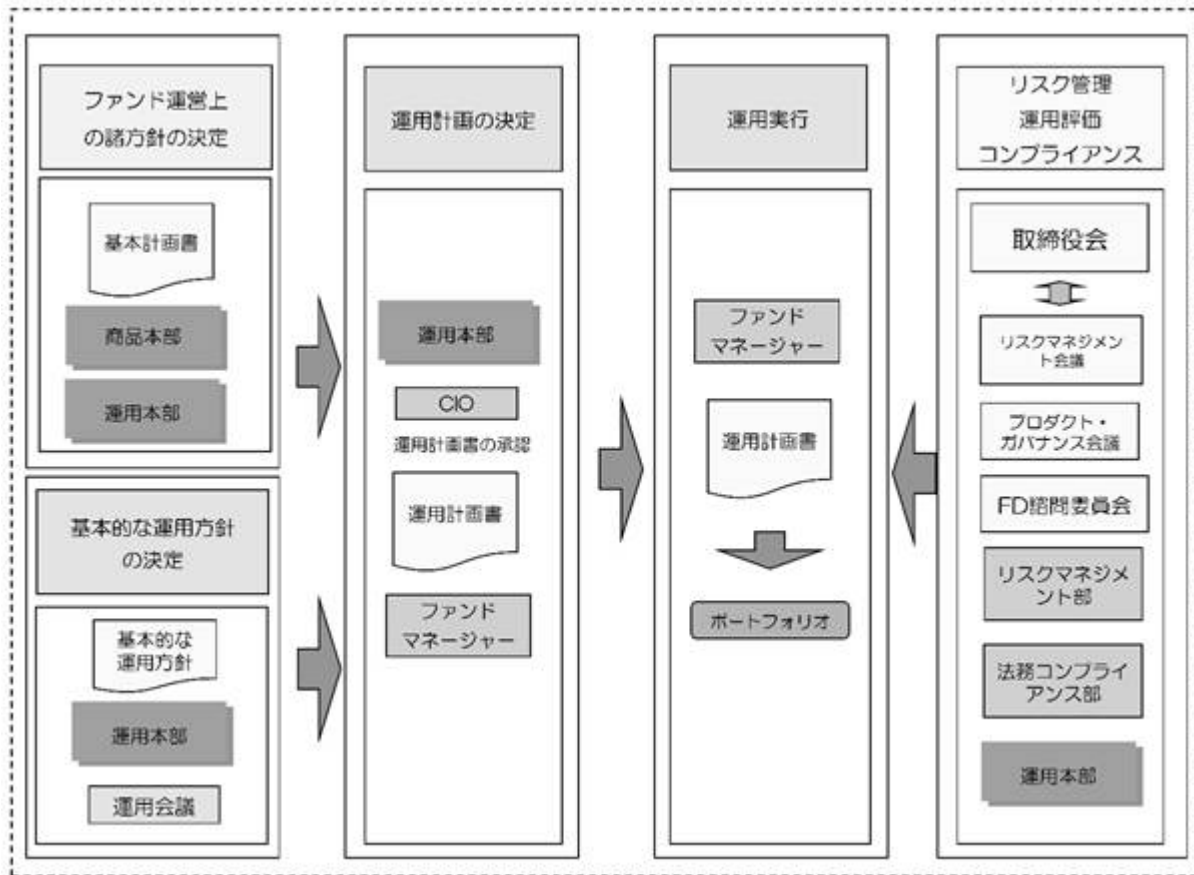 ファンド運営上
の諸方針の決定
基本計画書
商品本部
運用本部
基本的な運用方針
の決定
基本的な
運用方針
運用本部
運用会議
運用計画の決定
運用本部
CIO
運用計画書の承認
運用計画書
ファンド
マネージャー
運用実行
ファンド
マネージャー
運用計画書
ポートフォリオ
リスク管理
運用評価
コンプライアンス
取締役会
リスクマネジメン
ト会議
プロダクト・
ガバナンス会議
FD諮問委員会
リスクマネジメ
ント部
法務コンプライ
アンス部
運用本部